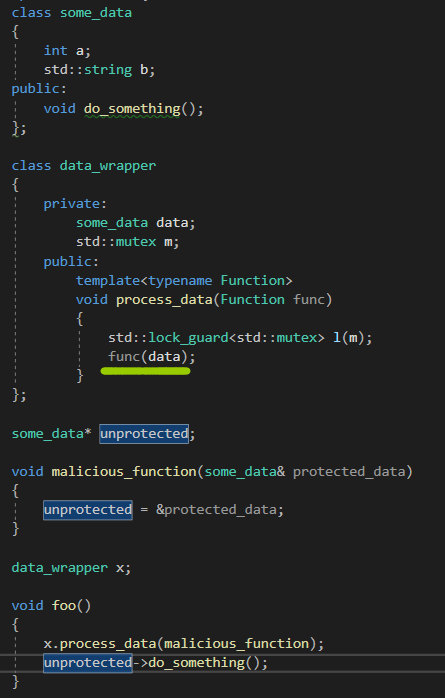 class some_data
{
int a;
std::string b;
public:
void do_something();
};
class data_wrapper
{
private:
some_data data;
std::mutex m;
public:
template<typename Function>
void process_data(Function func)
{
std::lock_guard<std::mutex> l(m);
func(data);
}
};
some_data* unprotected;
void malicious_function(some_data& protected_data)
{
unprotected = &protected_data;
}
data_wrapper x;
void foo()
{
x.process_data(malicious_function);
unprotected->do_something();
}